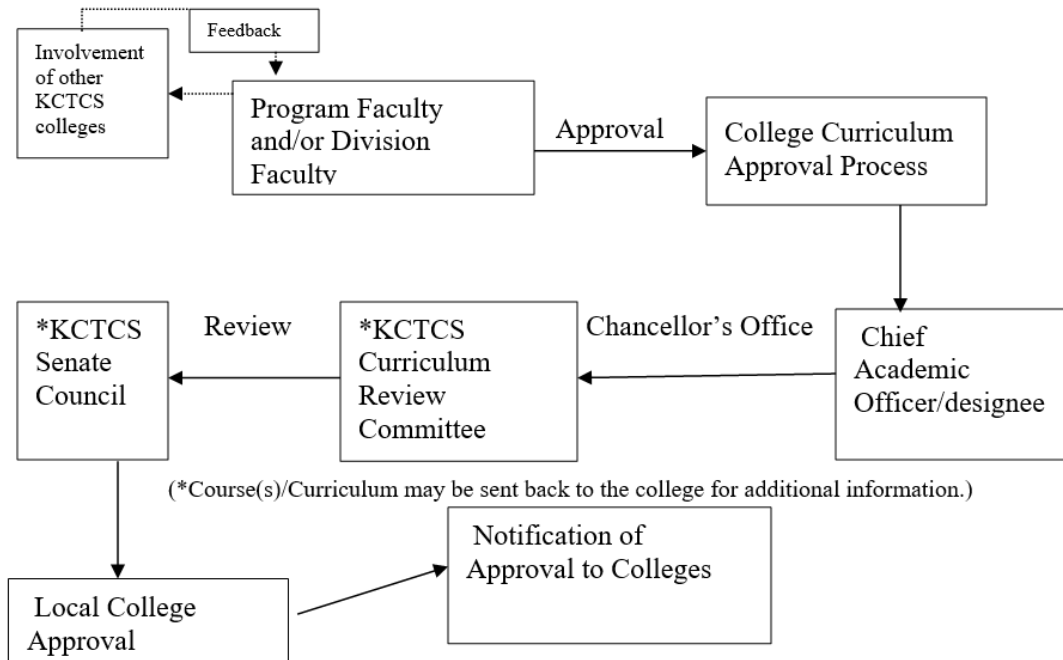 Feedback
Involvement
of other
KCTCS
colleges
Program Faculty
and/or Division
Faculty
Approval
College Curriculum
Approval Process
*KCTCS
Senate
Council
Review
*KCTCS
Curriculum
Review
Committee
Chancellor’s Office
Chief
Academic
Officer/designee
(*Course(s)/Curriculum may be sent back to the college for additional information.)
Notification of
Approval to Colleges
Local College
Approval